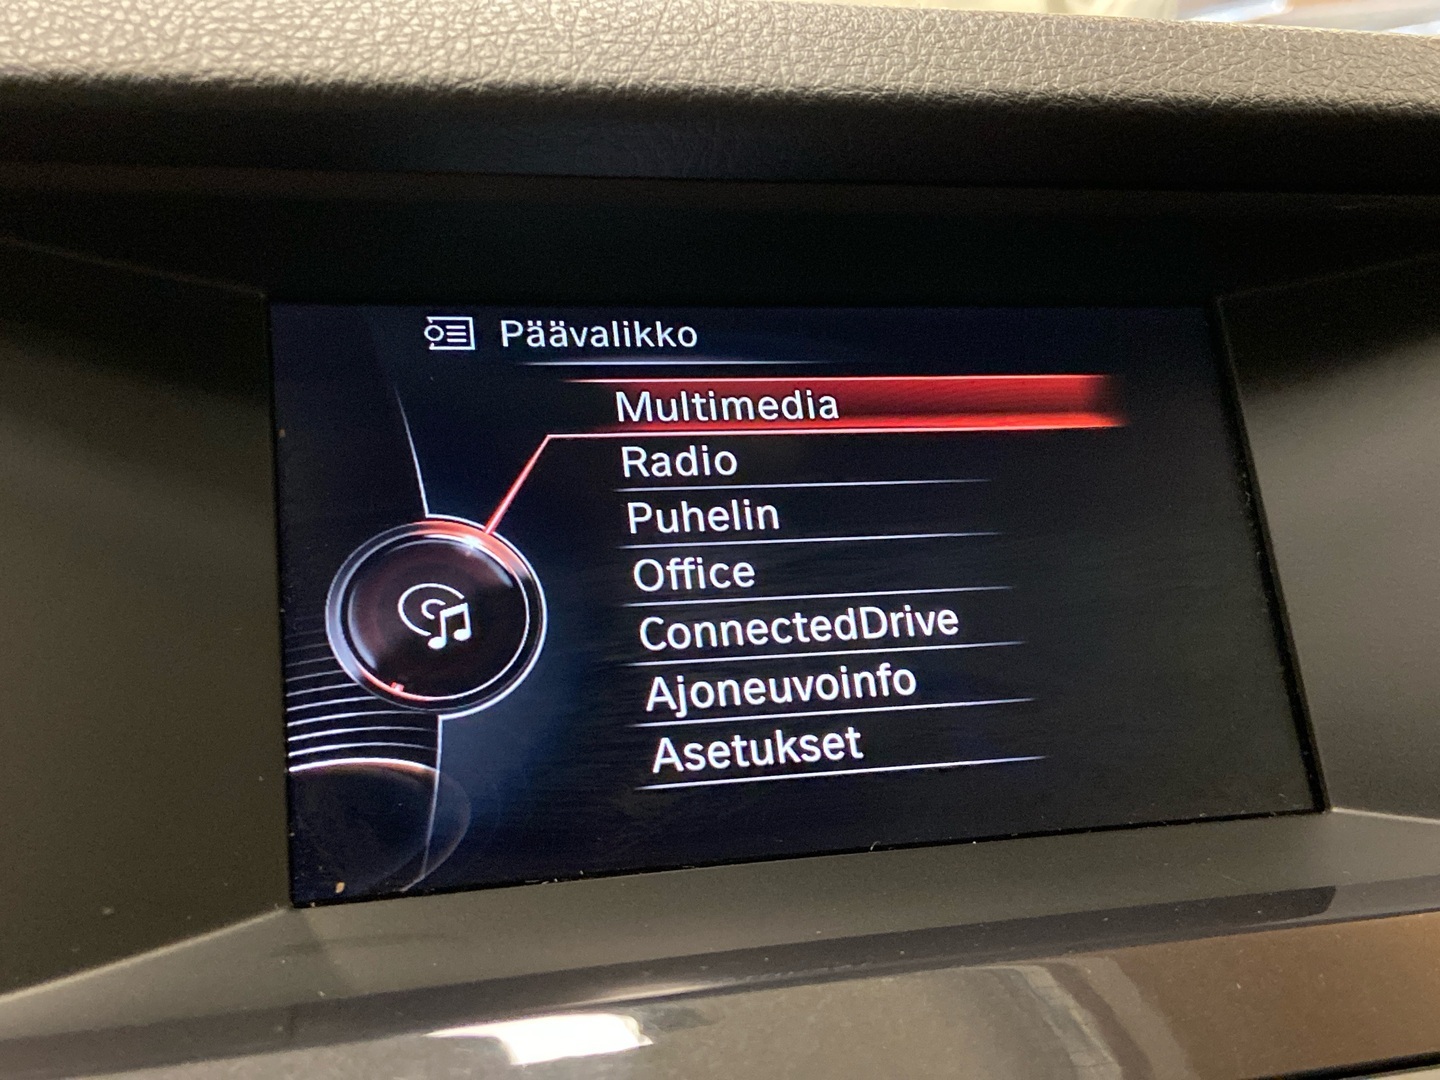 Päävalikko
Multimedia
Radio
Puhelin
Office
ConnectedDrive
Ajoneuvoinfo
Asetukset